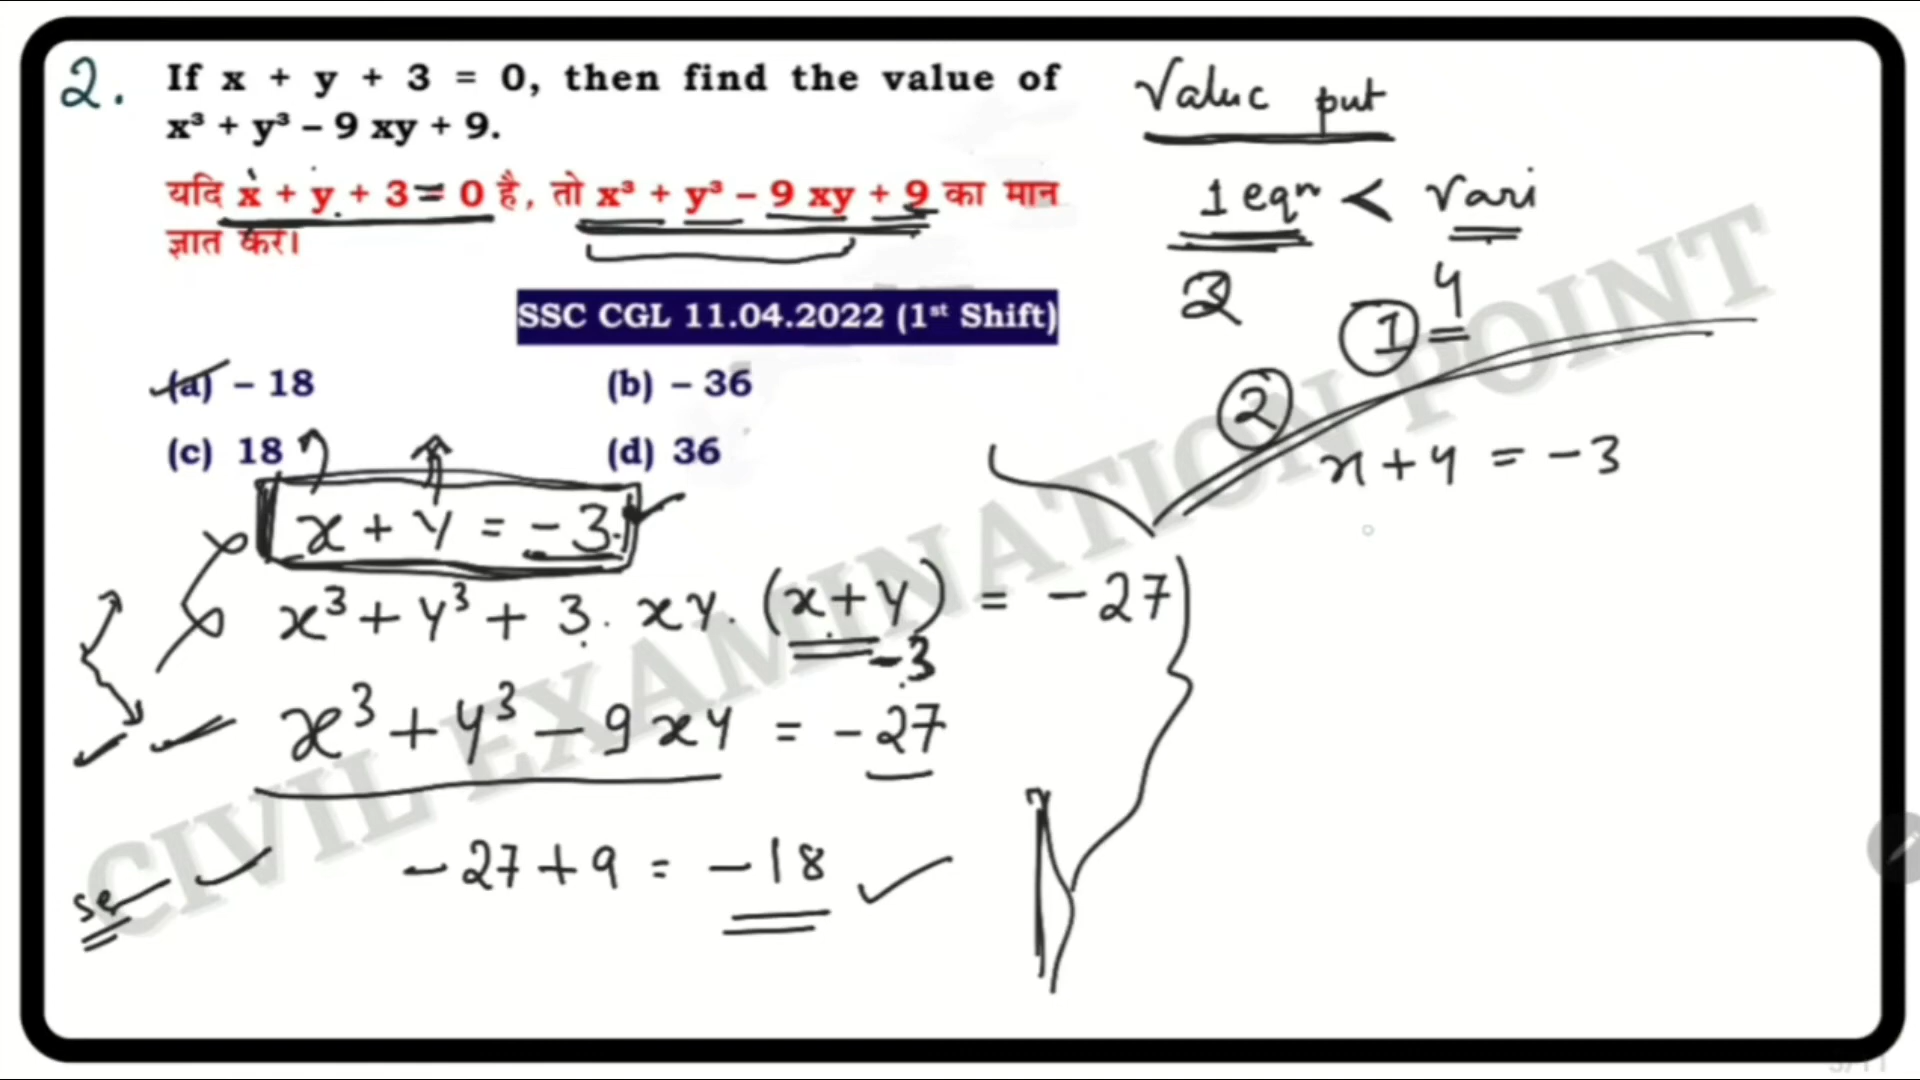 2. If x + y + 3 = 0, then find the value of
x³ + y³ – 9 xy + 9.
यदि x + y + 3 = 0 है, तो x³ + y³ – 9 xy + 9 का मान
ज्ञात करें।
SSC CGL 11.04.2022 (1st Shift)
(a) – 18
(b) – 36
(c) 18
(d) 36
x + y = -3
x³ + y³ + 3. xy. (x + y) = -27
-3
x³ + y³ - 9xy = -27
-27 + 9 = -18
se
Value put
1 eqn < vari
2
1
2
x + y = -3
CIVIL EXAMINATION POINT